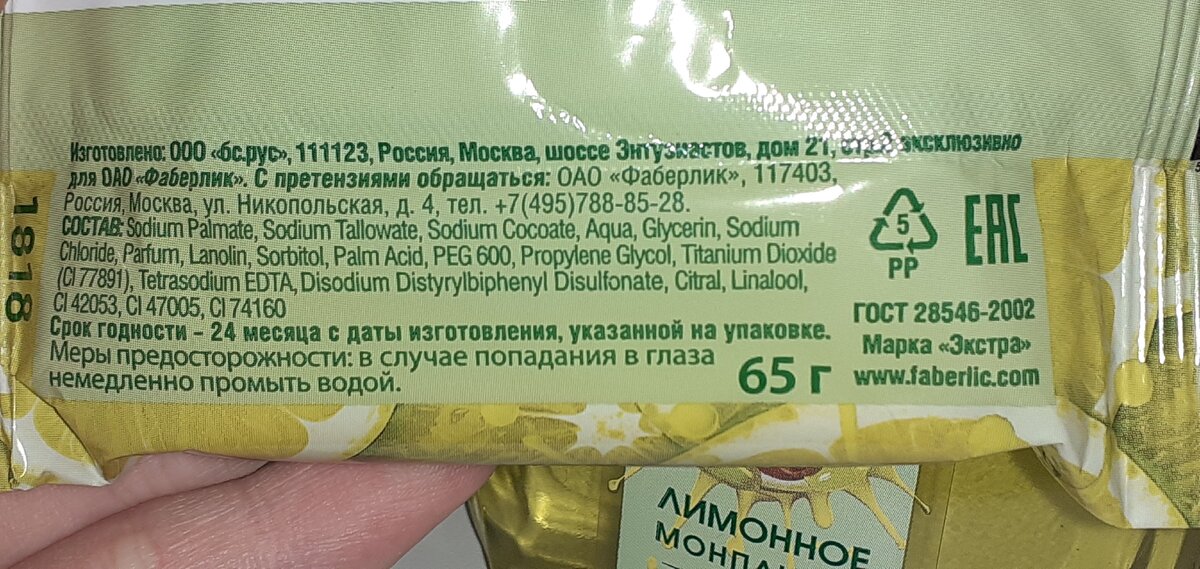 Изготовлено: ООО «бс.рус», 111123, Россия, Москва, шоссе Энтузиастов, дом 21, эксклюзивно
для ОАО «Фаберлик». С претензиями обращаться: ОАО «Фаберлик», 117403,
Россия, Москва, ул. Никопольская, д. 4, тел. +7(495)788-85-28.
СОСТАВ: Sodium Palmate, Sodium Tallowate, Sodium Cocoate, Aqua, Glycerin, Sodium
Chloride, Parfum, Lanolin, Sorbitol, Palm Acid, PEG 600, Propylene Glycol, Titanium Dioxide
(CI 77891), Tetrasodium EDTA, Disodium Distyrylbiphenyl Disulfonate, Citral, Linalool,
CI 42053, CI 47005, CI 74160
Срок годности – 24 месяца с даты изготовления, указанной на упаковке.
Меры предосторожности: в случае попадания в глаза
немедленно промыть водой.
65 г
5
PP
EAC
ГОСТ 28546-2002
Марка «Экстра»
www.faberlic.com
1818
ЛИМОННОЕ